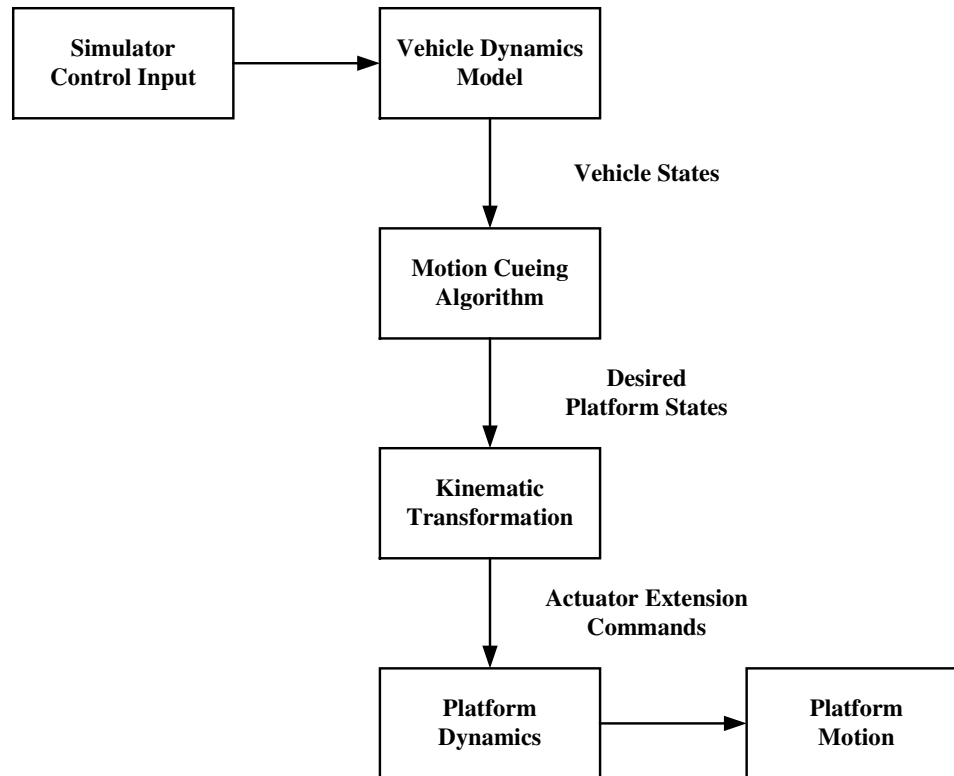 Simulator
Control Input
Vehicle Dynamics
Model
Vehicle States
Motion Cueing
Algorithm
Desired
Platform States
Kinematic
Transformation
Actuator Extension
Commands
Platform
Dynamics
Platform
Motion